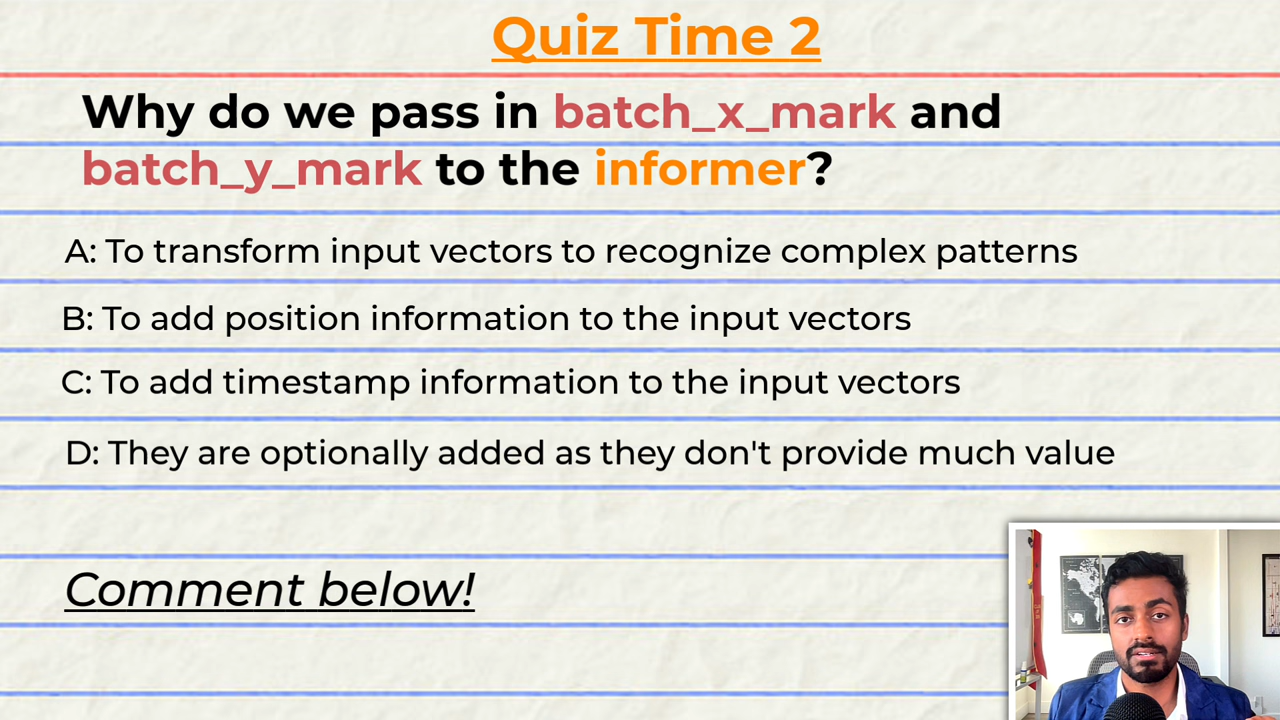 Quiz Time 2
Why do we pass in batch_x_mark and
batch_y_mark to the informer?
A: To transform input vectors to recognize complex patterns
B: To add position information to the input vectors
C: To add timestamp information to the input vectors
D: They are optionally added as they don't provide much value
Comment below!